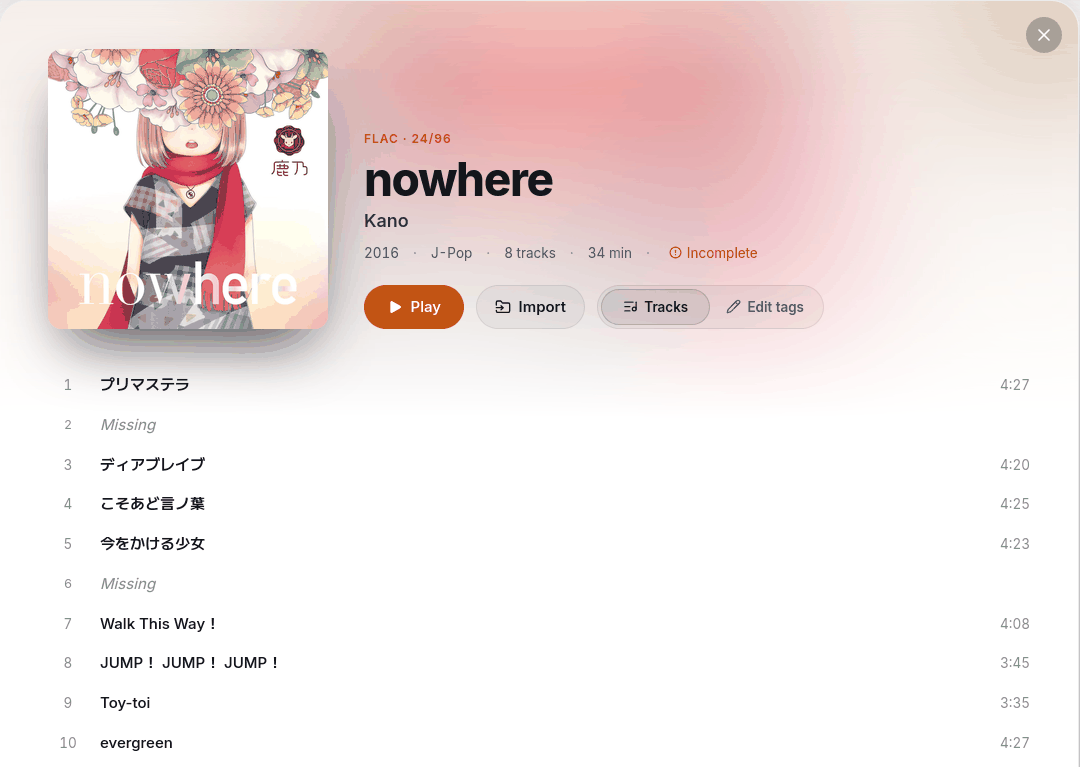 鹿乃
nowhere
FLAC · 24/96
nowhere
Kano
2016 · J-Pop · 8 tracks · 34 min · Incomplete
Play Import Tracks Edit tags
1 プリマステラ 4:27
2 Missing
3 ディアブレイブ 4:20
4 こそあど言ノ葉 4:25
5 今をかける少女 4:23
6 Missing
7 Walk This Way！ 4:08
8 JUMP！ JUMP！ JUMP！ 3:45
9 Toy-toi 3:35
10 evergreen 4:27